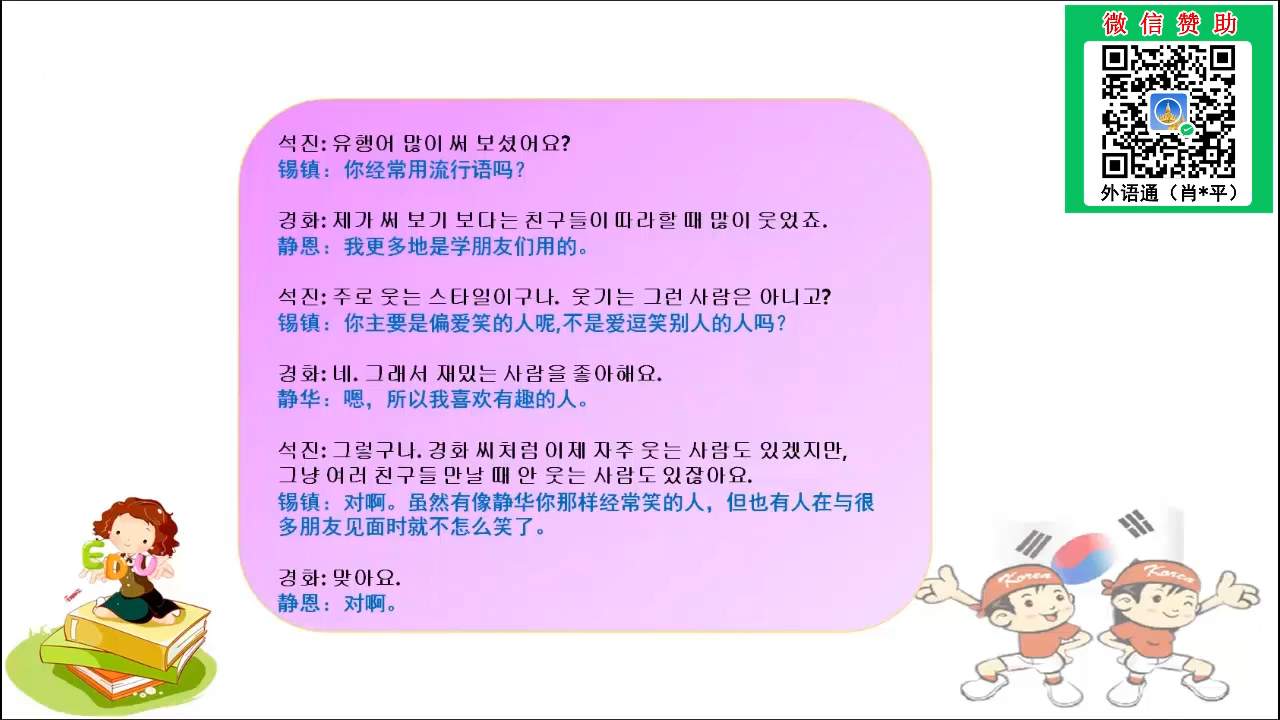 微信赞助
外语通（肖*平）
석진: 유행어 많이 써 보셨어요?
锡镇：你经常用流行语吗？
경화: 제가 써 보기 보다는 친구들이 따라할 때 많이 웃었죠.
静恩：我更多地是学朋友们用的。
석진: 주로 웃는 스타일이구나. 웃기는 그런 사람은 아니고?
锡镇：你主要是偏爱笑的人呢,不是爱逗笑别人的人吗？
경화: 네. 그래서 재밌는 사람을 좋아해요.
静华：嗯，所以我喜欢有趣的人。
석진: 그렇구나. 경화 씨처럼 이제 자주 웃는 사람도 있겠지만,
그냥 여러 친구들 만날 때 안 웃는 사람도 있잖아요.
锡镇：对啊。虽然有像静华你那样经常笑的人，但也有人在与很
多朋友见面时就不怎么笑了。
경화: 맞아요.
静恩：对啊。
EDU
Korea
Korea